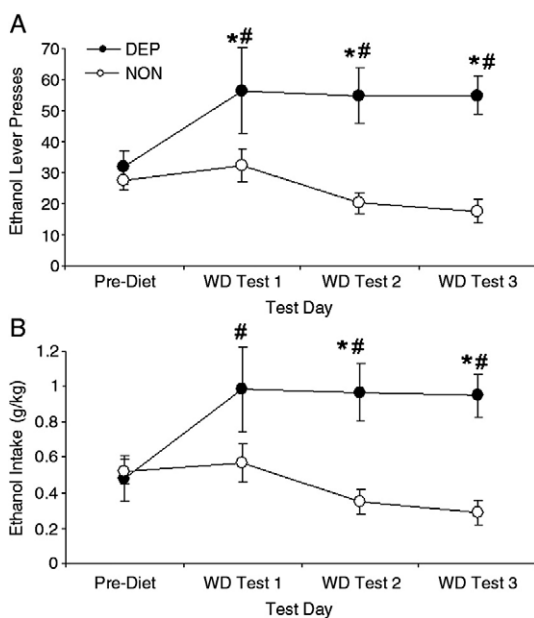 A
DEP
NON
*# *# *#
Ethanol Lever Presses
70
60
50
40
30
20
10
0
Pre-Diet WD Test 1 WD Test 2 WD Test 3
Test Day
B
# *# *#
Ethanol Intake (g/kg)
1.2
1
0.8
0.6
0.4
0.2
0
Pre-Diet WD Test 1 WD Test 2 WD Test 3
Test Day